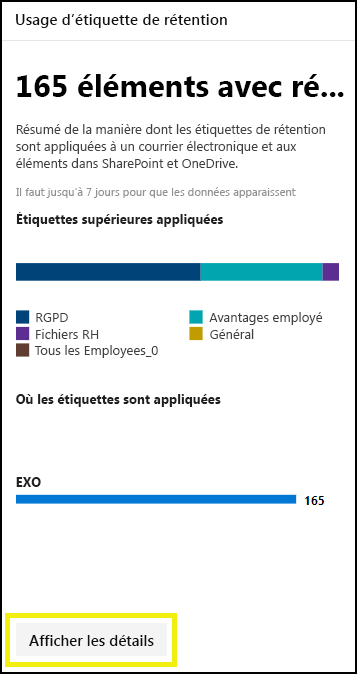 Usage d’étiquette de rétention
165 éléments avec ré...
Résumé de la manière dont les étiquettes de rétention
sont appliquées à un courrier électronique et aux
éléments dans SharePoint et OneDrive.
Il faut jusqu’à 7 jours pour que les données apparaissent
Étiquettes supérieures appliquées
RGPD
Avantages employé
Fichiers RH
Général
Tous les Employees_0
Où les étiquettes sont appliquées
EXO
165
Afficher les détails